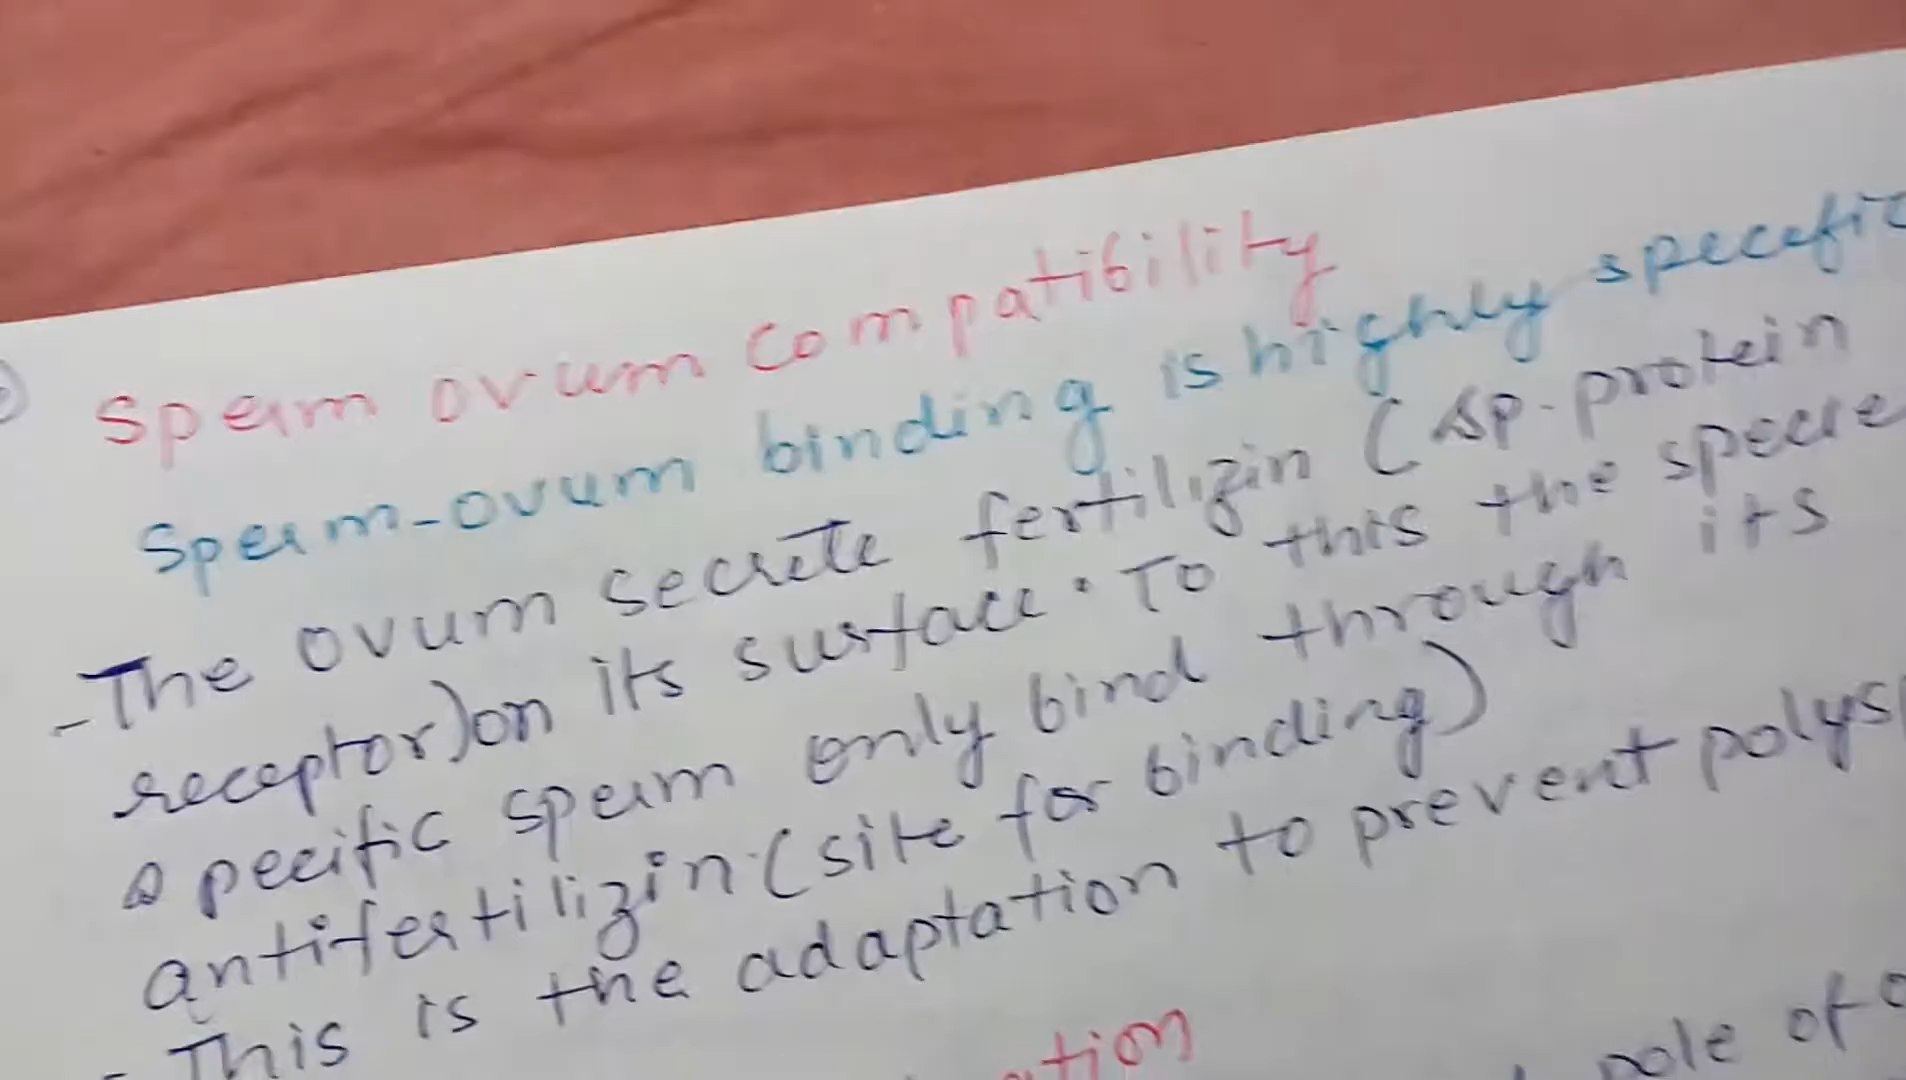 Sperm ovum compatibility
Sperm-ovum binding is highly specific
- The ovum secrete fertilizin (sp. protein
receptor) on its surface. To this the specie
specific sperm only bind through its
antifertilizin (site for binding)
- This is the adaptation to prevent polysp
ation
pole of